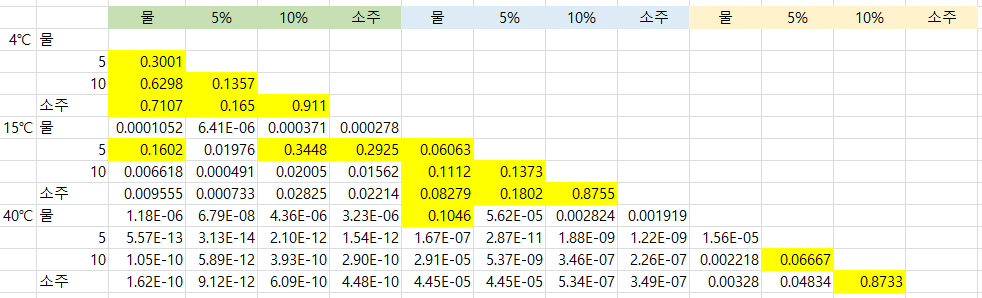 물 5% 10% 소주 물 5% 10% 소주 물 5% 10% 소주
4℃ 물
5 0.3001
10 0.6298 0.1357
소주 0.7107 0.165 0.911
15℃ 물 0.0001052 6.41E-06 0.000371 0.000278
5 0.1602 0.01976 0.3448 0.2925 0.06063
10 0.006618 0.000491 0.02005 0.01562 0.1112 0.1373
소주 0.009555 0.000733 0.02825 0.02214 0.08279 0.1802 0.8755
40℃ 물 1.18E-06 6.79E-08 4.36E-06 3.23E-06 0.1046 5.62E-05 0.002824 0.001919
5 5.57E-13 3.13E-14 2.10E-12 1.54E-12 1.67E-07 2.87E-11 1.88E-09 1.22E-09 1.56E-05
10 1.05E-10 5.89E-12 3.93E-10 2.90E-10 2.91E-05 5.37E-09 3.46E-07 2.26E-07 0.002218 0.06667
소주 1.62E-10 9.12E-12 6.09E-10 4.48E-10 4.45E-05 4.45E-05 5.34E-07 3.49E-07 0.00328 0.04834 0.8733